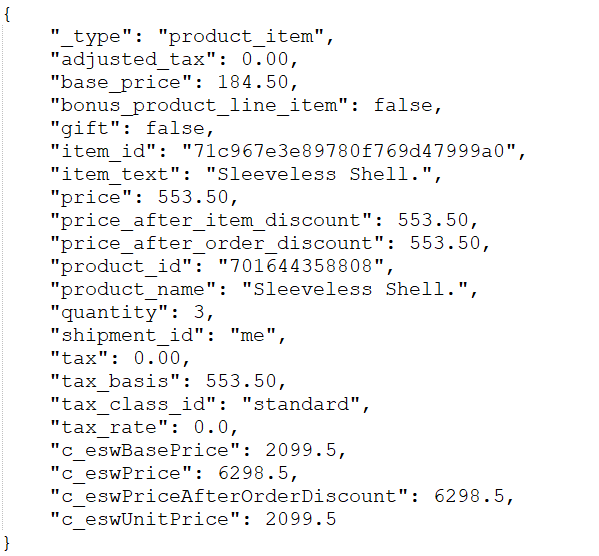 {
"_type": "product_item",
"adjusted_tax": 0.00,
"base_price": 184.50,
"bonus_product_line_item": false,
"gift": false,
"item_id": "71c967e3e89780f769d47999a0",
"item_text": "Sleeveless Shell.",
"price": 553.50,
"price_after_item_discount": 553.50,
"price_after_order_discount": 553.50,
"product_id": "701644358808",
"product_name": "Sleeveless Shell.",
"quantity": 3,
"shipment_id": "me",
"tax": 0.00,
"tax_basis": 553.50,
"tax_class_id": "standard",
"tax_rate": 0.0,
"c_eswBasePrice": 2099.5,
"c_eswPrice": 6298.5,
"c_eswPriceAfterOrderDiscount": 6298.5,
"c_eswUnitPrice": 2099.5
}